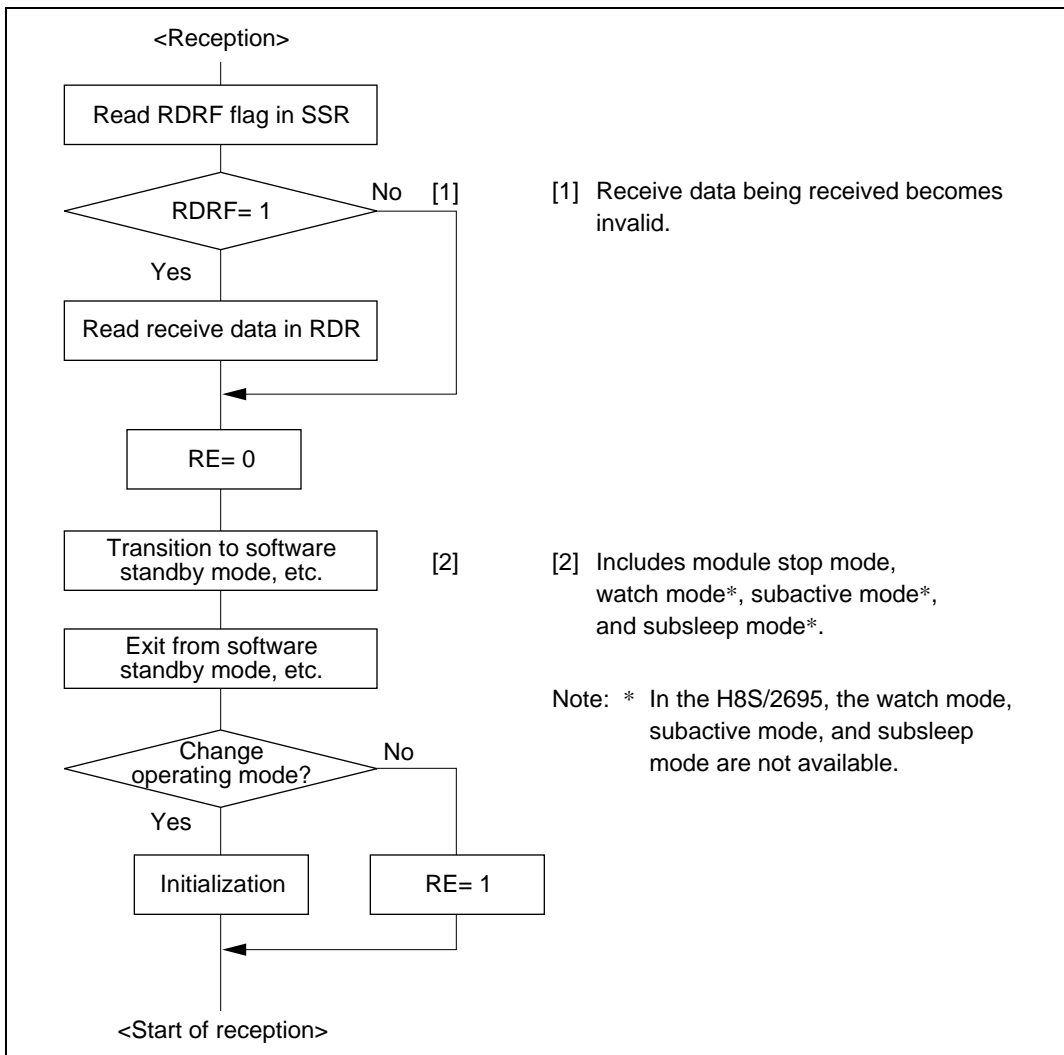 <Reception>
Read RDRF flag in SSR
RDRF= 1
No [1]
Yes
Read receive data in RDR
RE= 0
Transition to software
standby mode, etc.
[2]
Exit from software
standby mode, etc.
Change
operating mode?
No
Yes
Initialization
RE= 1
<Start of reception>
[1] Receive data being received becomes
invalid.
[2] Includes module stop mode,
watch mode*, subactive mode*,
and subsleep mode*.
Note: * In the H8S/2695, the watch mode,
subactive mode, and subsleep
mode are not available.